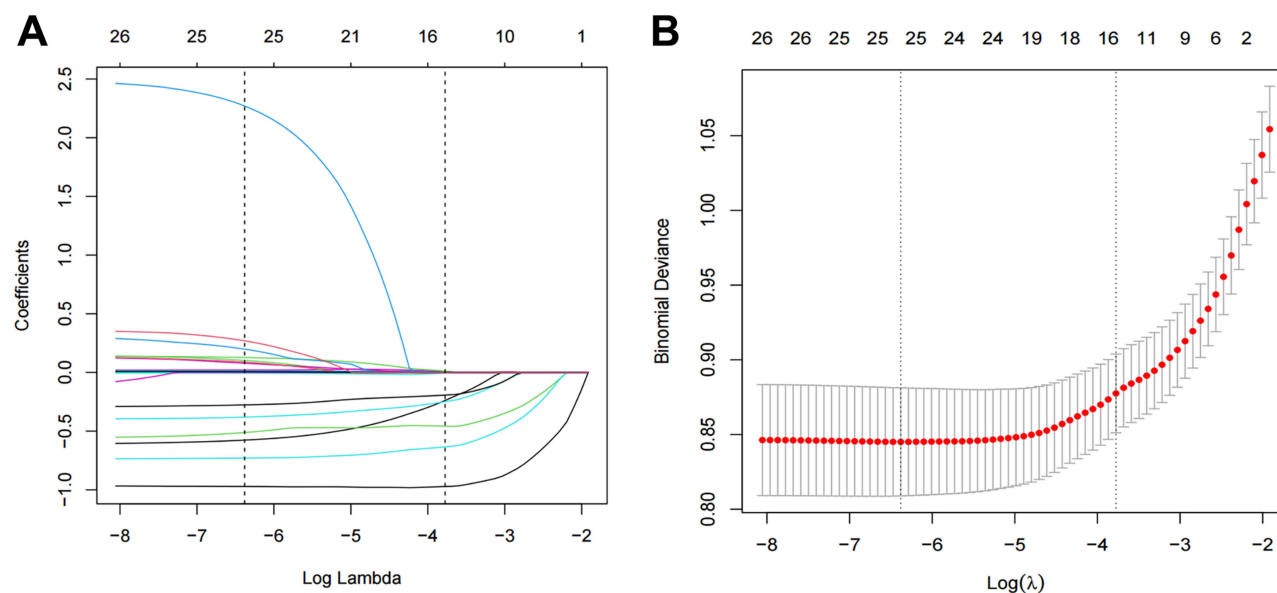 A
26 25 25 21 16 10 1
Coefficients
2.5
2.0
1.5
1.0
0.5
0.0
−0.5
−1.0
−8 −7 −6 −5 −4 −3 −2
Log Lambda
B
26 26 25 25 25 24 24 19 18 16 11 9 6 2
Binomial Deviance
1.05
1.00
0.95
0.90
0.85
0.80
−8 −7 −6 −5 −4 −3 −2
Log(λ)